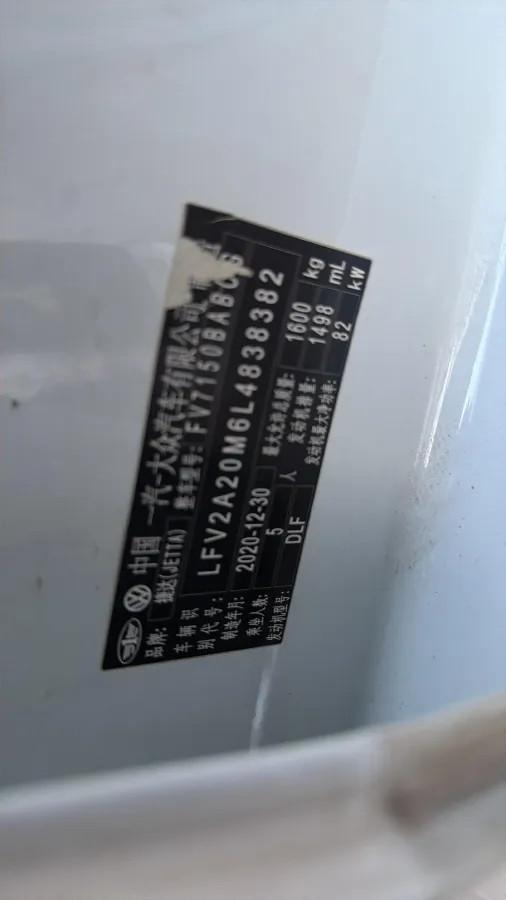 中国 一汽-大众汽车有限公司
品牌: 捷达(JETTA) 整车型号: FV7150BABC
车辆识别代号: LFV2A20M6L4838382
制造年月: 2020-12-30 最大允许总质量: 1600 kg
乘坐人数: 5 人 发动机排量: 1498 mL
发动机型号: DLF 发动机最大净功率: 82 kW